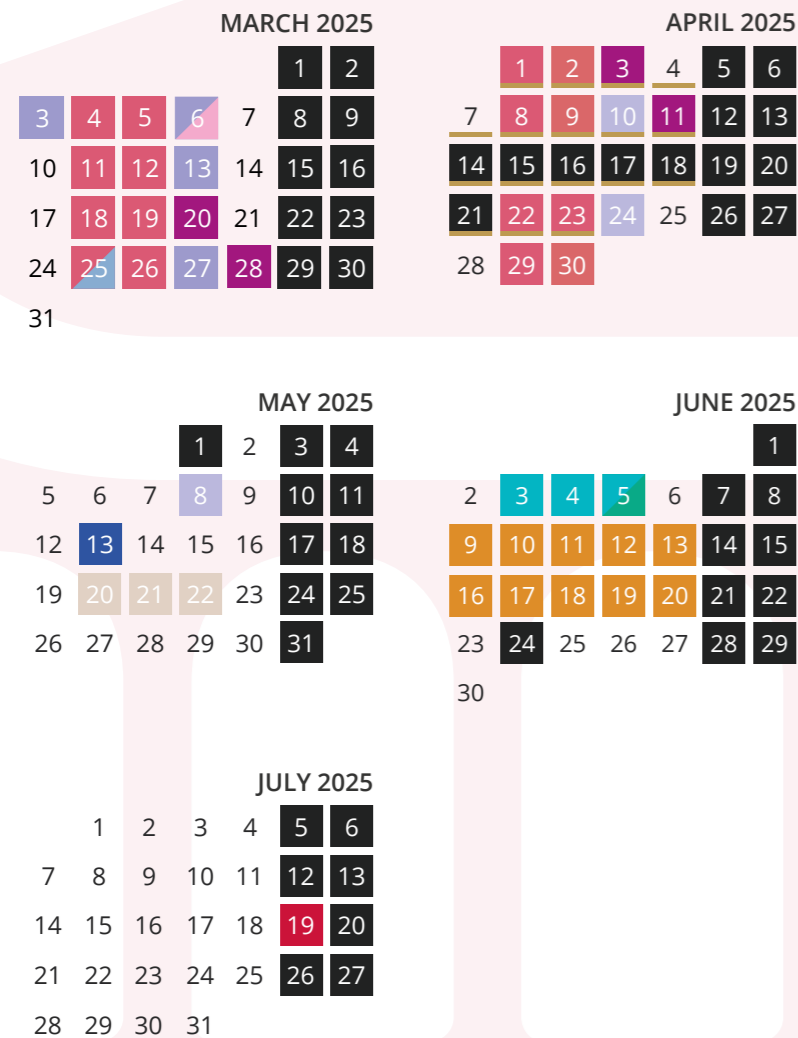 MARCH 2025
1 2
3 4 5 6 7 8 9
10 11 12 13 14 15 16
17 18 19 20 21 22 23
24 25 26 27 28 29 30
31
APRIL 2025
1 2 3 4 5 6
7 8 9 10 11 12 13
14 15 16 17 18 19 20
21 22 23 24 25 26 27
28 29 30
MAY 2025
1 2 3 4
5 6 7 8 9 10 11
12 13 14 15 16 17 18
19 20 21 22 23 24 25
26 27 28 29 30 31
JUNE 2025
1
2 3 4 5 6 7 8
9 10 11 12 13 14 15
16 17 18 19 20 21 22
23 24 25 26 27 28 29
30
JULY 2025
1 2 3 4 5 6
7 8 9 10 11 12 13
14 15 16 17 18 19 20
21 22 23 24 25 26 27
28 29 30 31